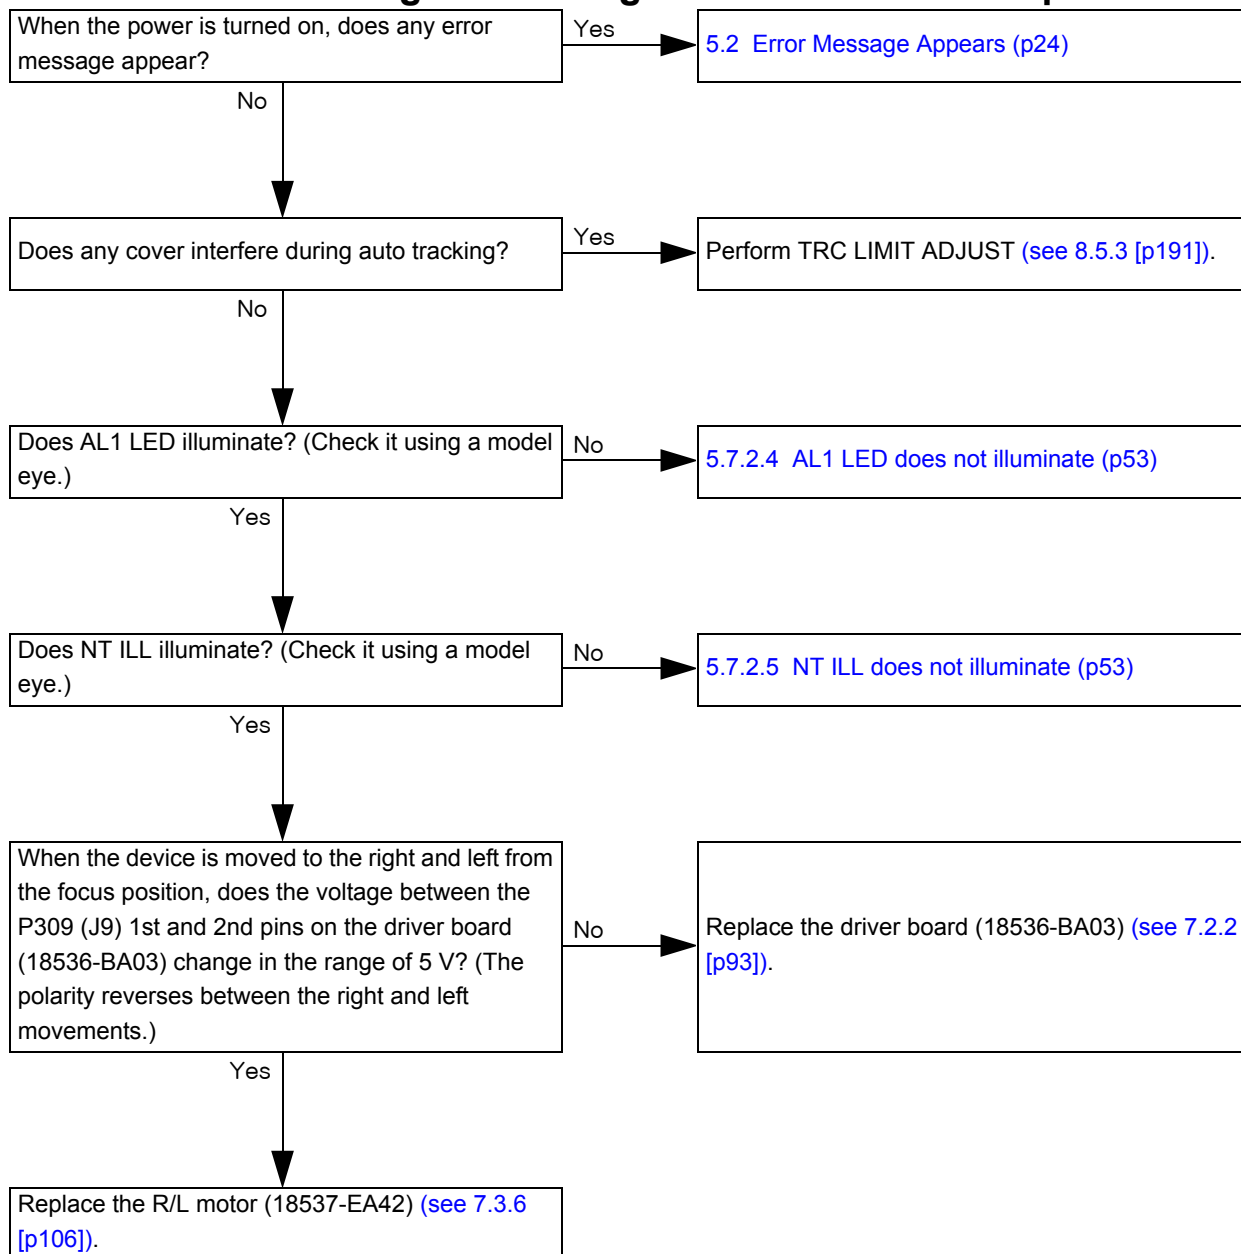 When the power is turned on, does any error
message appear?
Yes
5.2 Error Message Appears (p24)
No
Does any cover interfere during auto tracking?
Yes
Perform TRC LIMIT ADJUST (see 8.5.3 [p191]).
No
Does AL1 LED illuminate? (Check it using a model
eye.)
No
5.7.2.4 AL1 LED does not illuminate (p53)
Yes
Does NT ILL illuminate? (Check it using a model
eye.)
No
5.7.2.5 NT ILL does not illuminate (p53)
Yes
When the device is moved to the right and left from
the focus position, does the voltage between the
P309 (J9) 1st and 2nd pins on the driver board
(18536-BA03) change in the range of 5 V? (The
polarity reverses between the right and left
movements.)
No
Replace the driver board (18536-BA03) (see 7.2.2
[p93]).
Yes
Replace the R/L motor (18537-EA42) (see 7.3.6
[p106]).